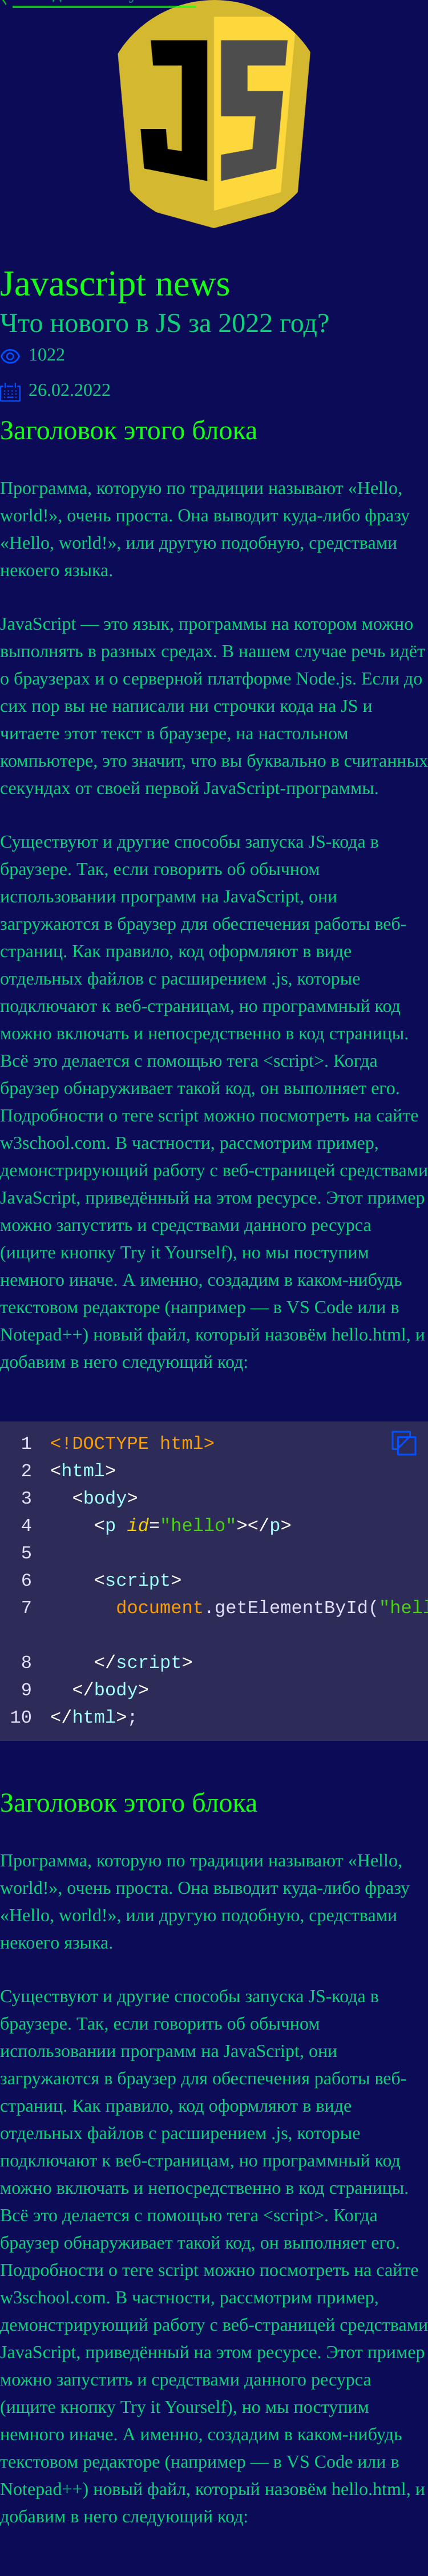 JS
Javascript news
Что нового в JS за 2022 год?
1022
26.02.2022
Заголовок этого блока
Программа, которую по традиции называют «Hello,
world!», очень проста. Она выводит куда-либо фразу
«Hello, world!», или другую подобную, средствами
некоего языка.
JavaScript — это язык, программы на котором можно
выполнять в разных средах. В нашем случае речь идёт
о браузерах и о серверной платформе Node.js. Если до
сих пор вы не написали ни строчки кода на JS и
читаете этот текст в браузере, на настольном
компьютере, это значит, что вы буквально в считанных
секундах от своей первой JavaScript-программы.
Существуют и другие способы запуска JS-кода в
браузере. Так, если говорить об обычном
использовании программ на JavaScript, они
загружаются в браузер для обеспечения работы веб-
страниц. Как правило, код оформляют в виде
отдельных файлов с расширением .js, которые
подключают к веб-страницам, но программный код
можно включать и непосредственно в код страницы.
Всё это делается с помощью тега <script>. Когда
браузер обнаруживает такой код, он выполняет его.
Подробности о теге script можно посмотреть на сайте
w3school.com. В частности, рассмотрим пример,
демонстрирующий работу с веб-страницей средствами
JavaScript, приведённый на этом ресурсе. Этот пример
можно запустить и средствами данного ресурса
(ищите кнопку Try it Yourself), но мы поступим
немного иначе. А именно, создадим в каком-нибудь
текстовом редакторе (например — в VS Code или в
Notepad++) новый файл, который назовём hello.html, и
добавим в него следующий код:
1 <!DOCTYPE html>
2 <html>
3 <body>
4 <p id="hello"></p>
5
6 <script>
7 document.getElementById("hell
8 </script>
9 </body>
10 </html>;
Заголовок этого блока
Программа, которую по традиции называют «Hello,
world!», очень проста. Она выводит куда-либо фразу
«Hello, world!», или другую подобную, средствами
некоего языка.
Существуют и другие способы запуска JS-кода в
браузере. Так, если говорить об обычном
использовании программ на JavaScript, они
загружаются в браузер для обеспечения работы веб-
страниц. Как правило, код оформляют в виде
отдельных файлов с расширением .js, которые
подключают к веб-страницам, но программный код
можно включать и непосредственно в код страницы.
Всё это делается с помощью тега <script>. Когда
браузер обнаруживает такой код, он выполняет его.
Подробности о теге script можно посмотреть на сайте
w3school.com. В частности, рассмотрим пример,
демонстрирующий работу с веб-страницей средствами
JavaScript, приведённый на этом ресурсе. Этот пример
можно запустить и средствами данного ресурса
(ищите кнопку Try it Yourself), но мы поступим
немного иначе. А именно, создадим в каком-нибудь
текстовом редакторе (например — в VS Code или в
Notepad++) новый файл, который назовём hello.html, и
добавим в него следующий код: